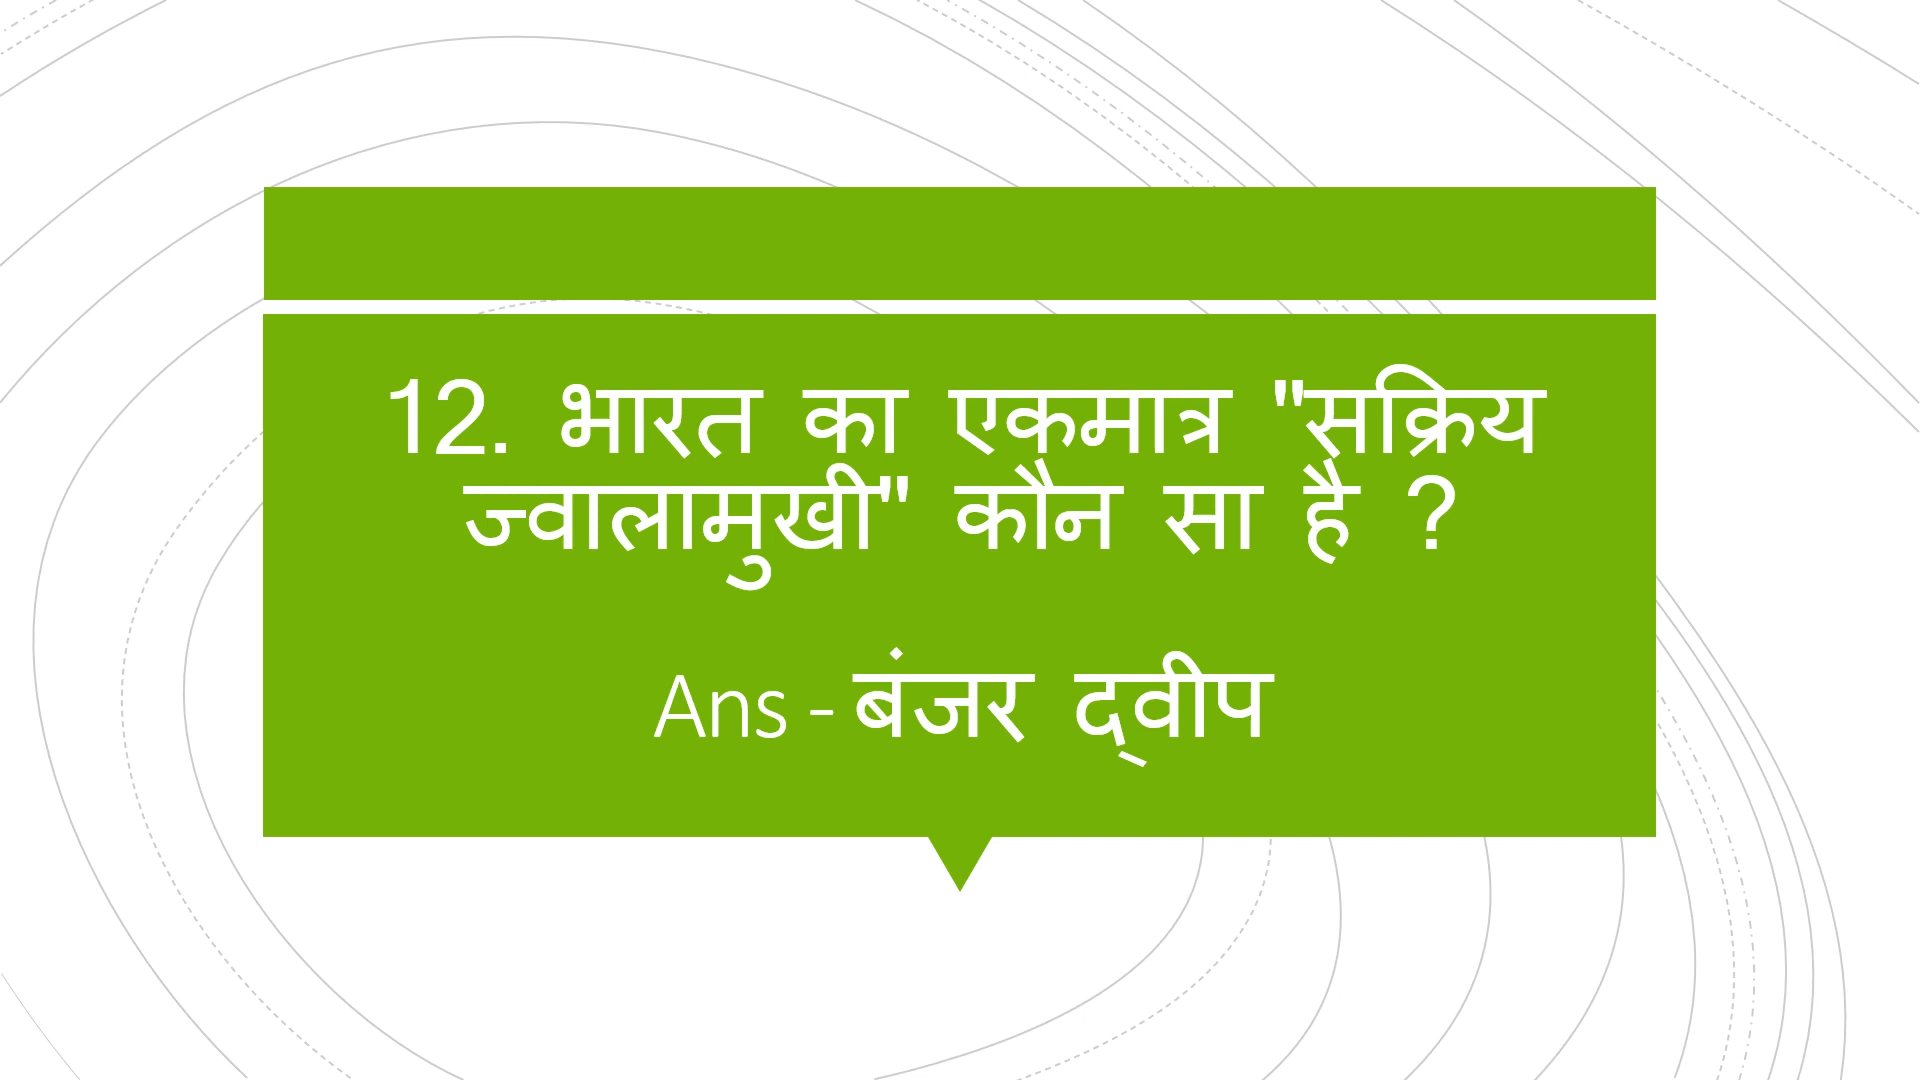 12. भारत का एकमात्र "सक्रिय
ज्वालामुखी" कौन सा है ?
Ans - बंजर द्वीप